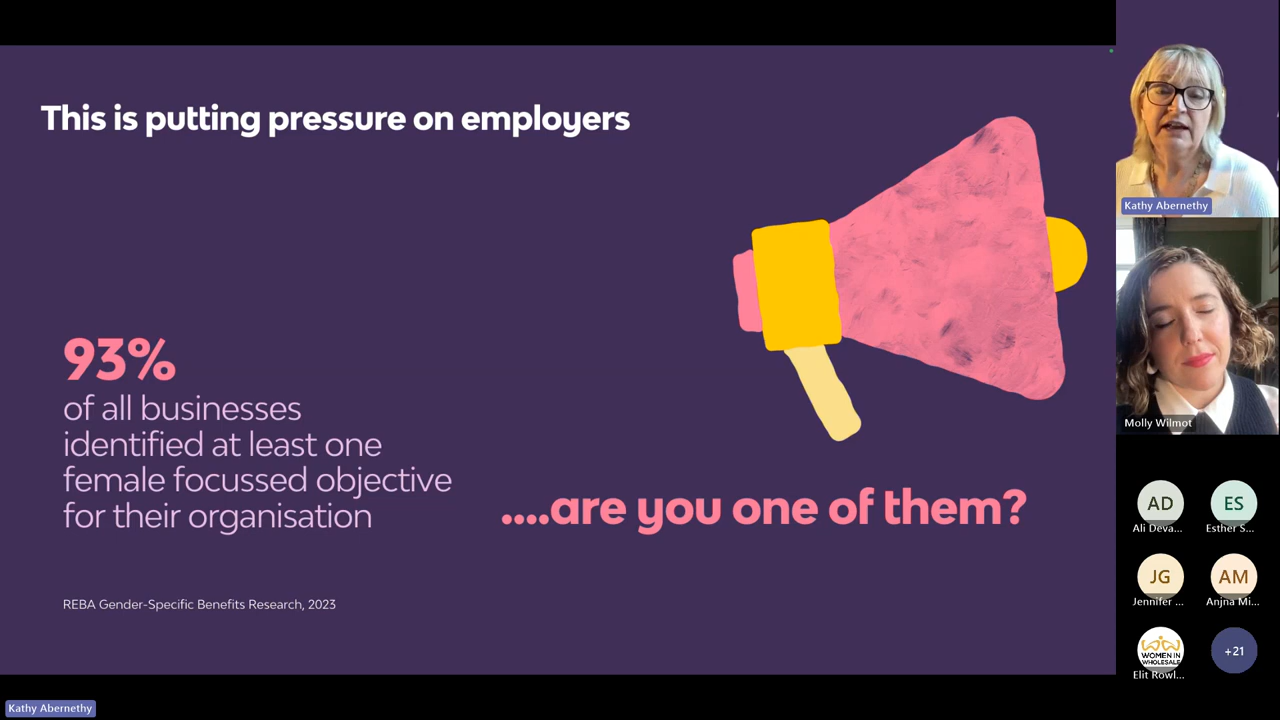 This is putting pressure on employers
93%
of all businesses
identified at least one
female focussed objective
for their organisation
....are you one of them?
REBA Gender-Specific Benefits Research, 2023
Kathy Abernethy
Kathy Abernethy
Molly Wilmot
AD
Ali Deva...
ES
Esther S...
JG
Jennifer ...
AM
Anjna Mi...
WOMEN IN
WHOLESALE
Elit Rowl...
+21